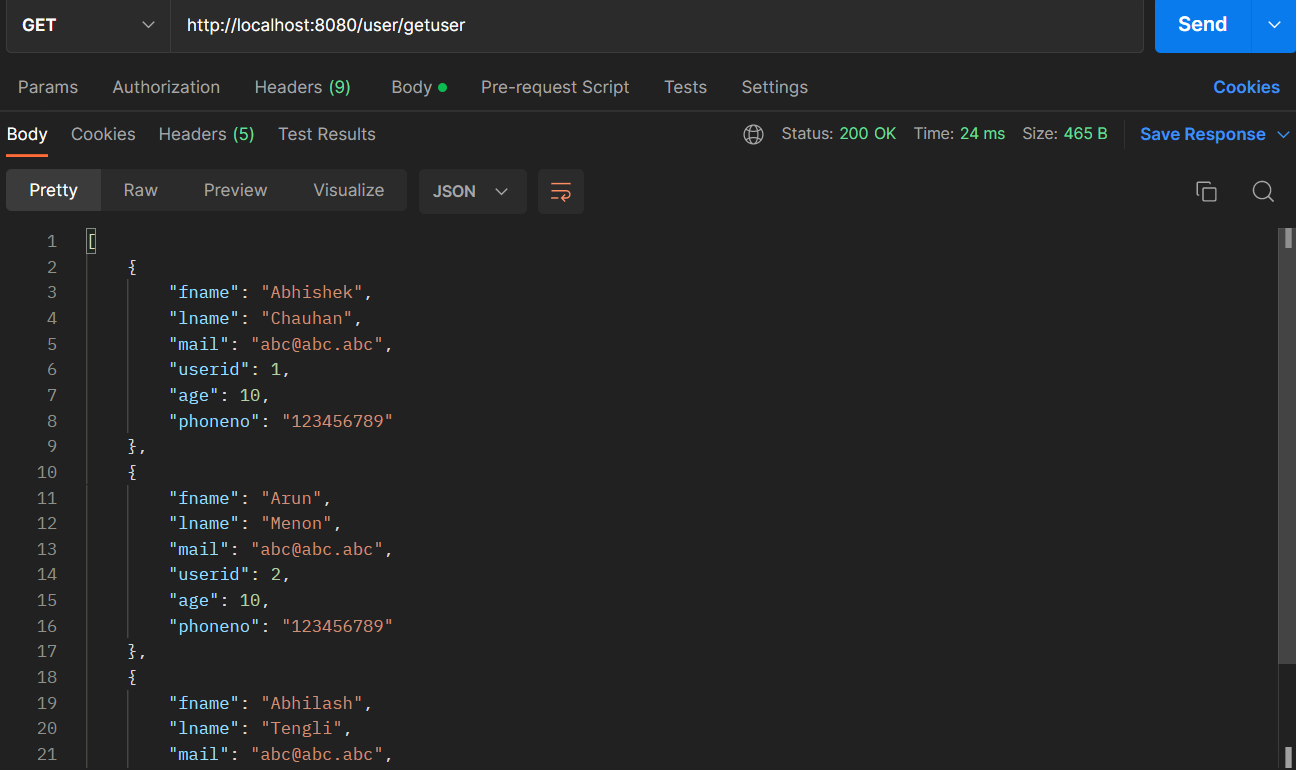 GET http://localhost:8080/user/getuser Send
Params Authorization Headers (9) Body Pre-request Script Tests Settings Cookies
Body Cookies Headers (5) Test Results Status: 200 OK Time: 24 ms Size: 465 B Save Response
Pretty Raw Preview Visualize JSON
1 [
2 {
3 "fname": "Abhishek",
4 "lname": "Chauhan",
5 "mail": "abc@abc.abc",
6 "userid": 1,
7 "age": 10,
8 "phoneno": "123456789"
9 },
10 {
11 "fname": "Arun",
12 "lname": "Menon",
13 "mail": "abc@abc.abc",
14 "userid": 2,
15 "age": 10,
16 "phoneno": "123456789"
17 },
18 {
19 "fname": "Abhilash",
20 "lname": "Tengli",
21 "mail": "abc@abc.abc",